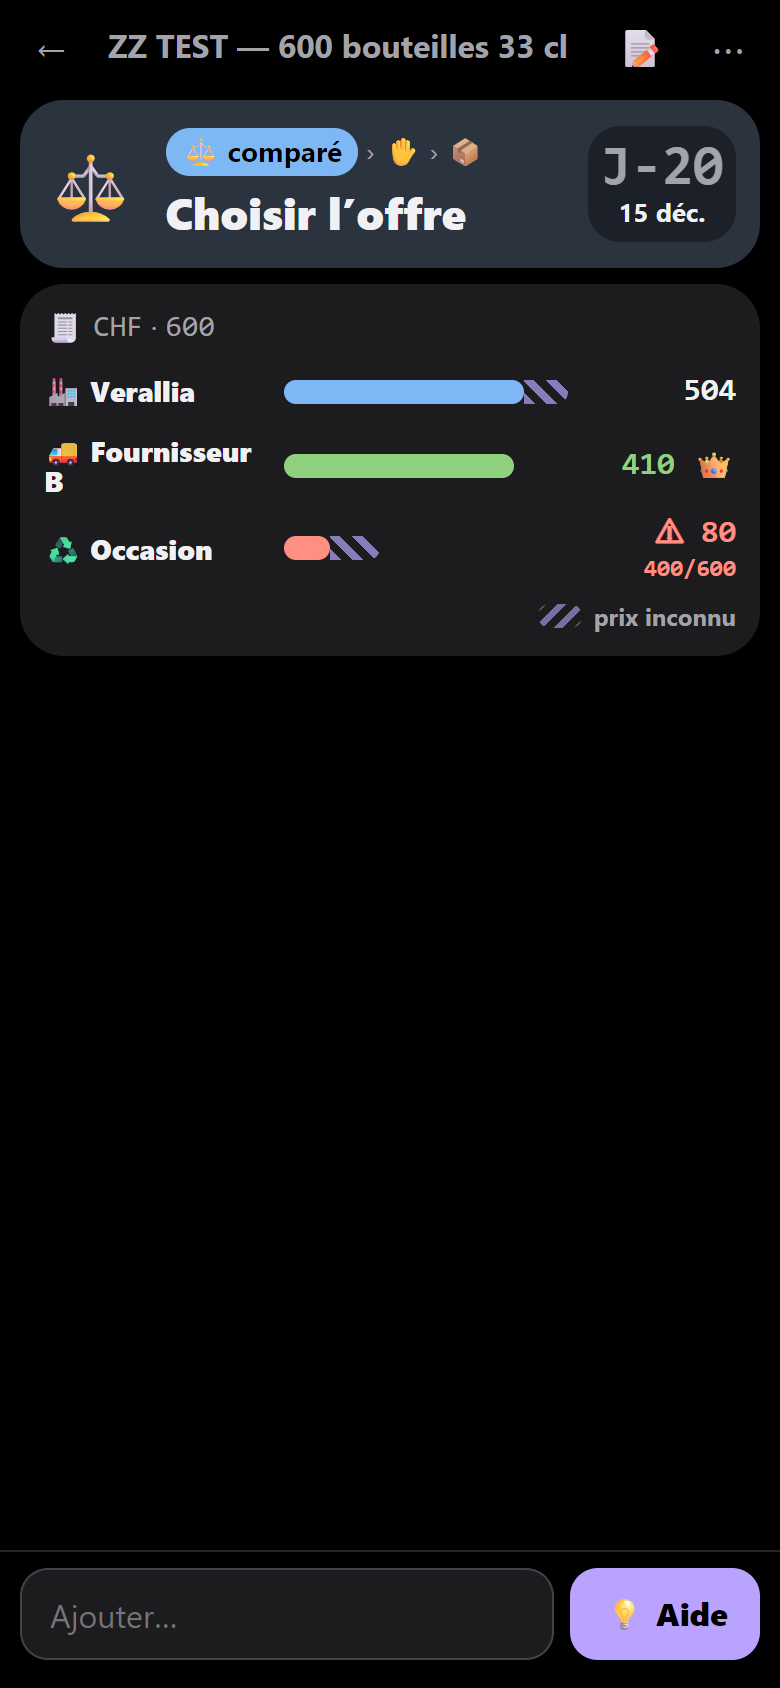 ← ZZ TEST — 600 bouteilles 33 cl 📝 …
⚖️ comparé › ✋ › 📦
Choisir l’offre
J-20
15 déc.
🧾 CHF · 600
🏭 Verallia 504
🚚 Fournisseur B 410 👑
♻️ Occasion ⚠ 80
400/600
prix inconnu
Ajouter…
💡 Aide